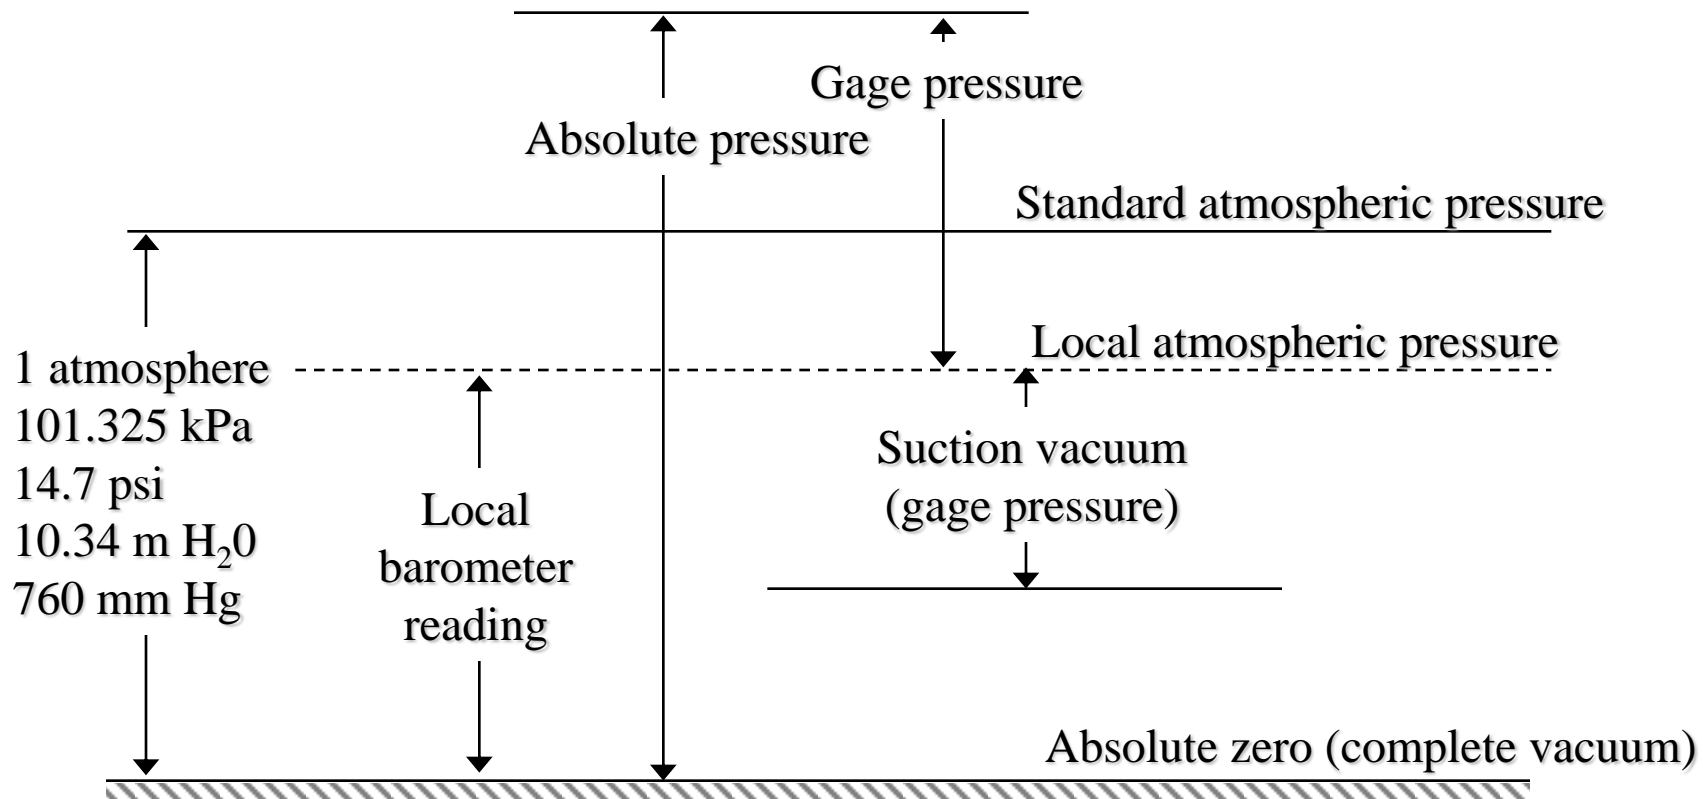 Gage pressure
Absolute pressure
Standard atmospheric pressure
Local atmospheric pressure
1 atmosphere
101.325 kPa
14.7 psi
10.34 m H₂0
760 mm Hg
Local
barometer
reading
Suction vacuum
(gage pressure)
Absolute zero (complete vacuum)